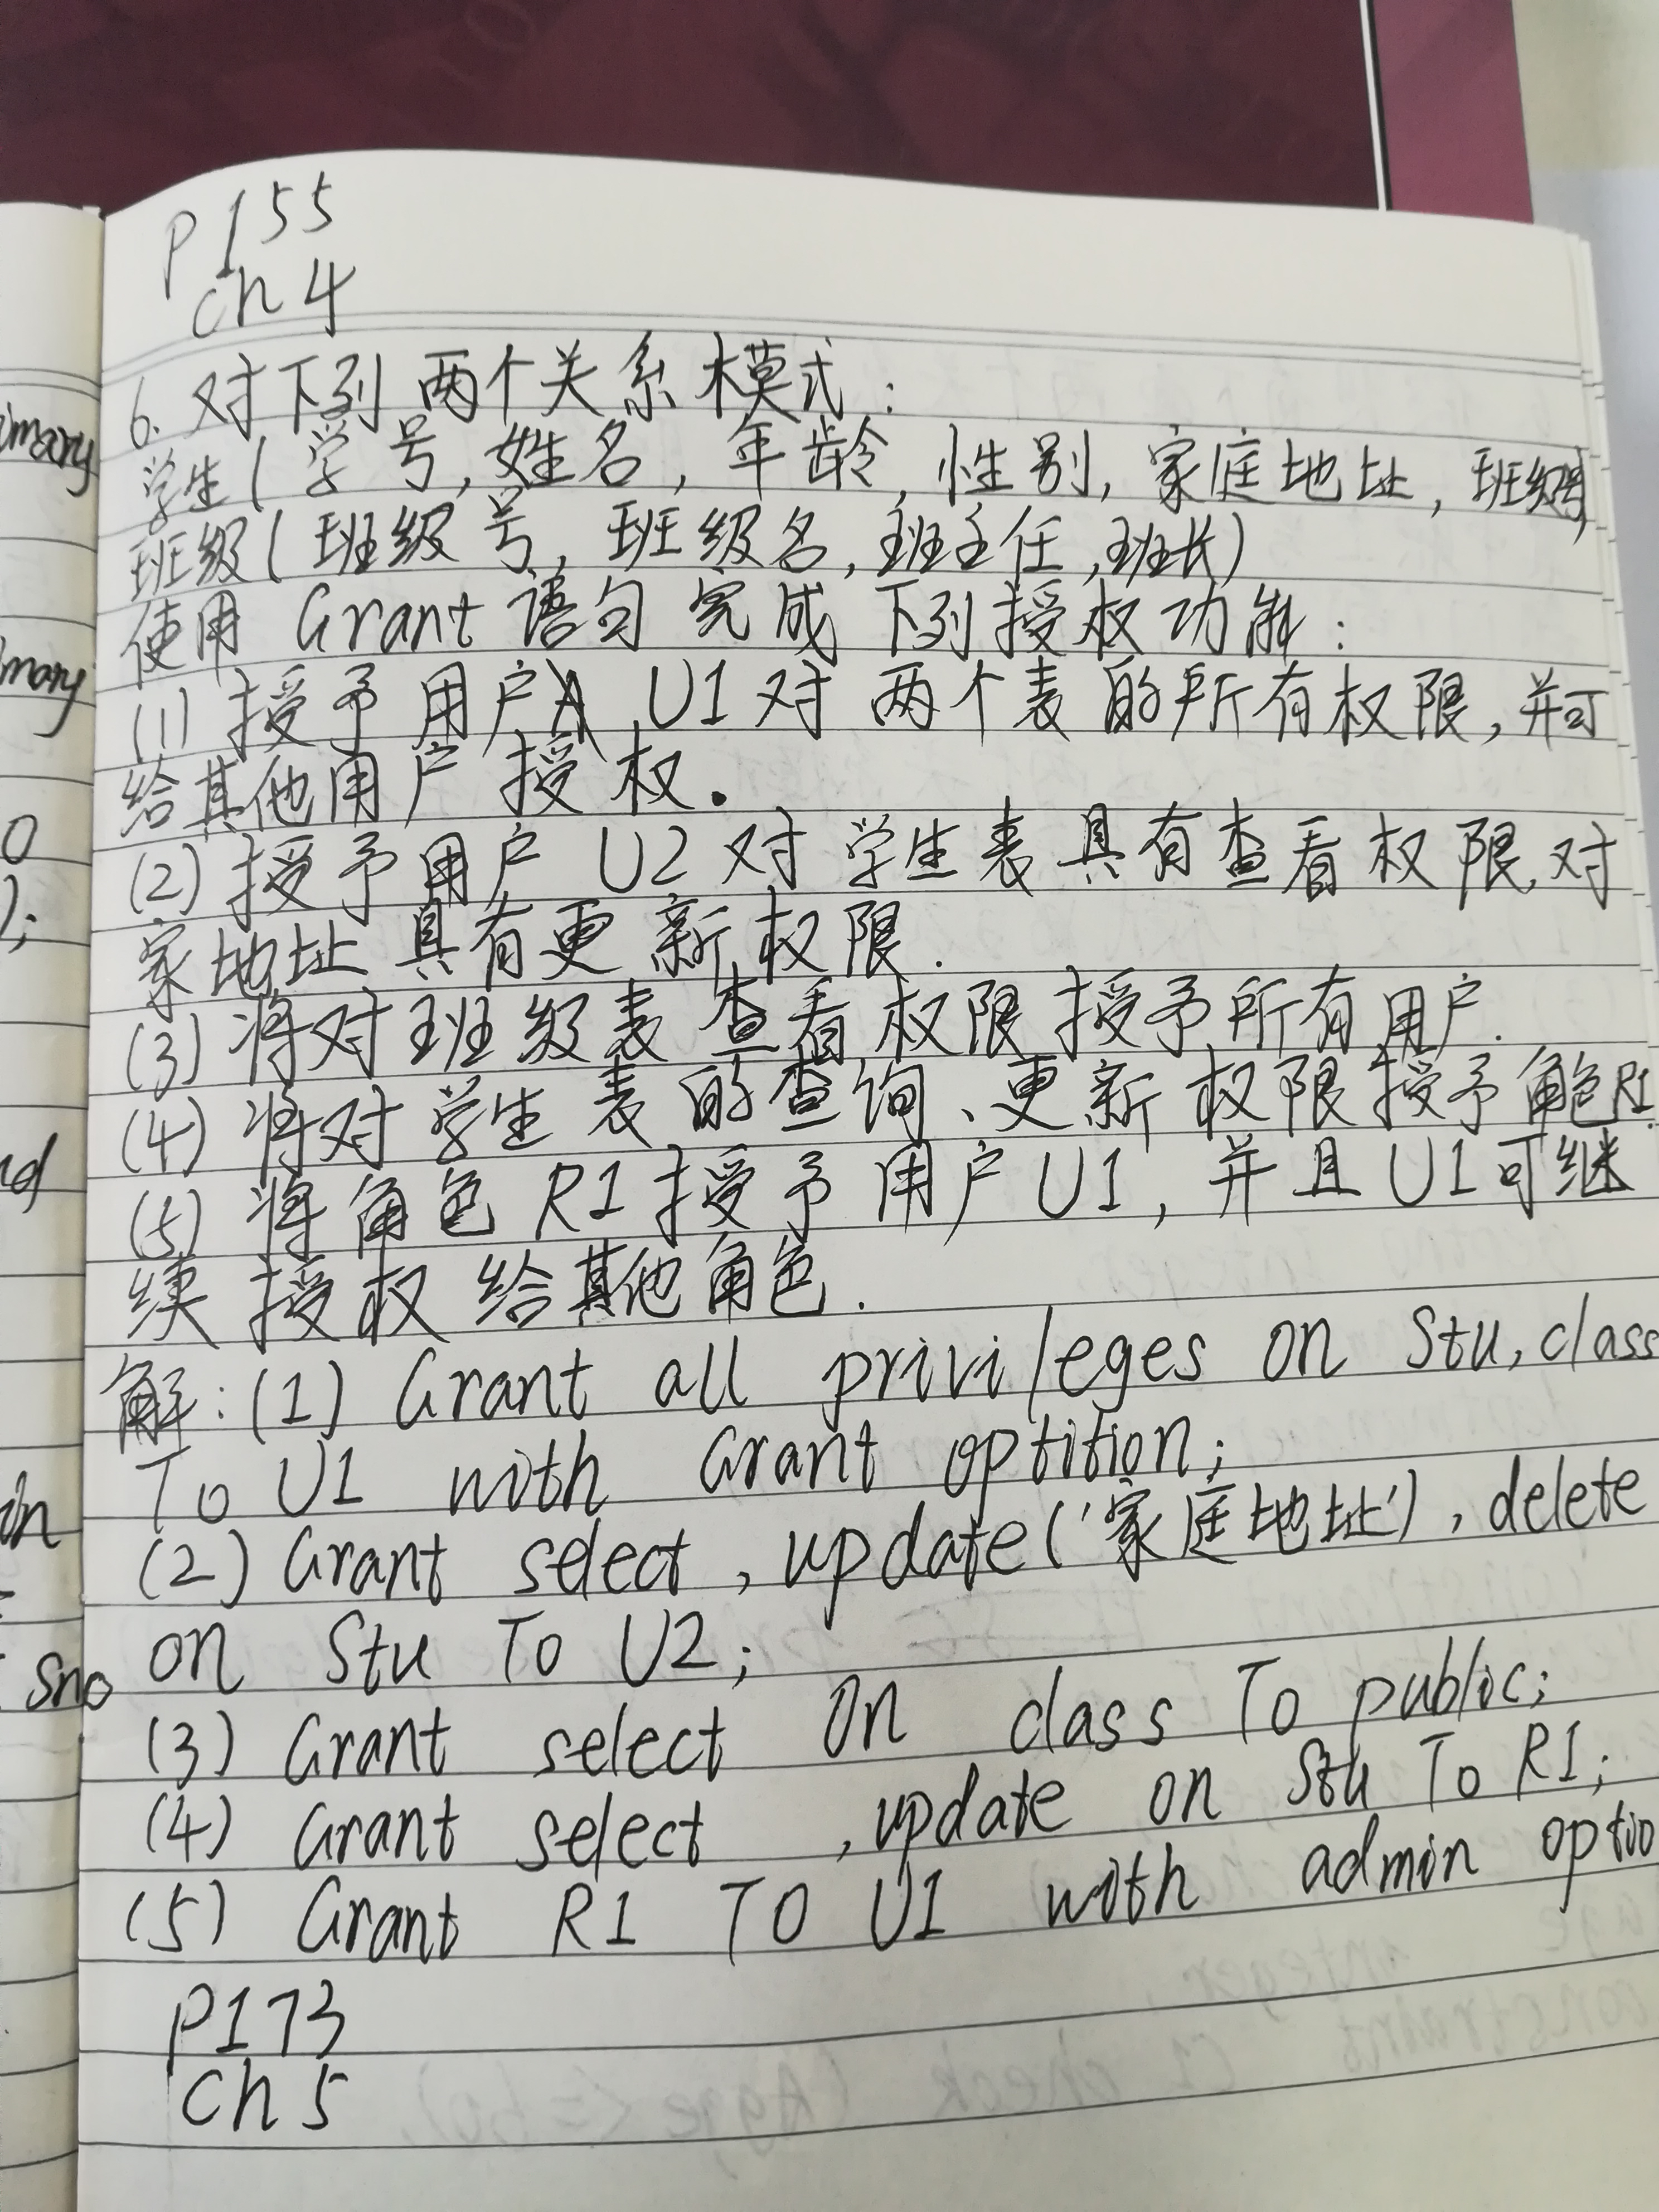 P155
ch4
6. 对下列两个关系模式:
学生(学号,姓名,年龄,性别,家庭地址,班级号)
班级(班级号,班级名,班主任,班长)
使用 Grant 语句完成下列授权功能:
(1) 授予用户 U1 对两个表的所有权限,并可
给其他用户授权.
(2) 授予用户 U2 对学生表具有查看权限,对
家地址具有更新权限.
(3) 将对班级表查看权限授予所有用户.
(4) 将对学生表的查询、更新权限授予角色R1.
(5) 将角色R1授予用户U1,并且U1可继
续授权给其他角色.
解:(1) Grant all privileges on Stu,class
To U1 with Grant optition;
(2) Grant select, update('家庭地址'), delete
on Stu To U2;
(3) Grant select On class To public;
(4) Grant select ,update on Stu To R1;
(5) Grant R1 TO U1 with admin optio
P173
Ch5
mary
0
);
nd
in
Sno